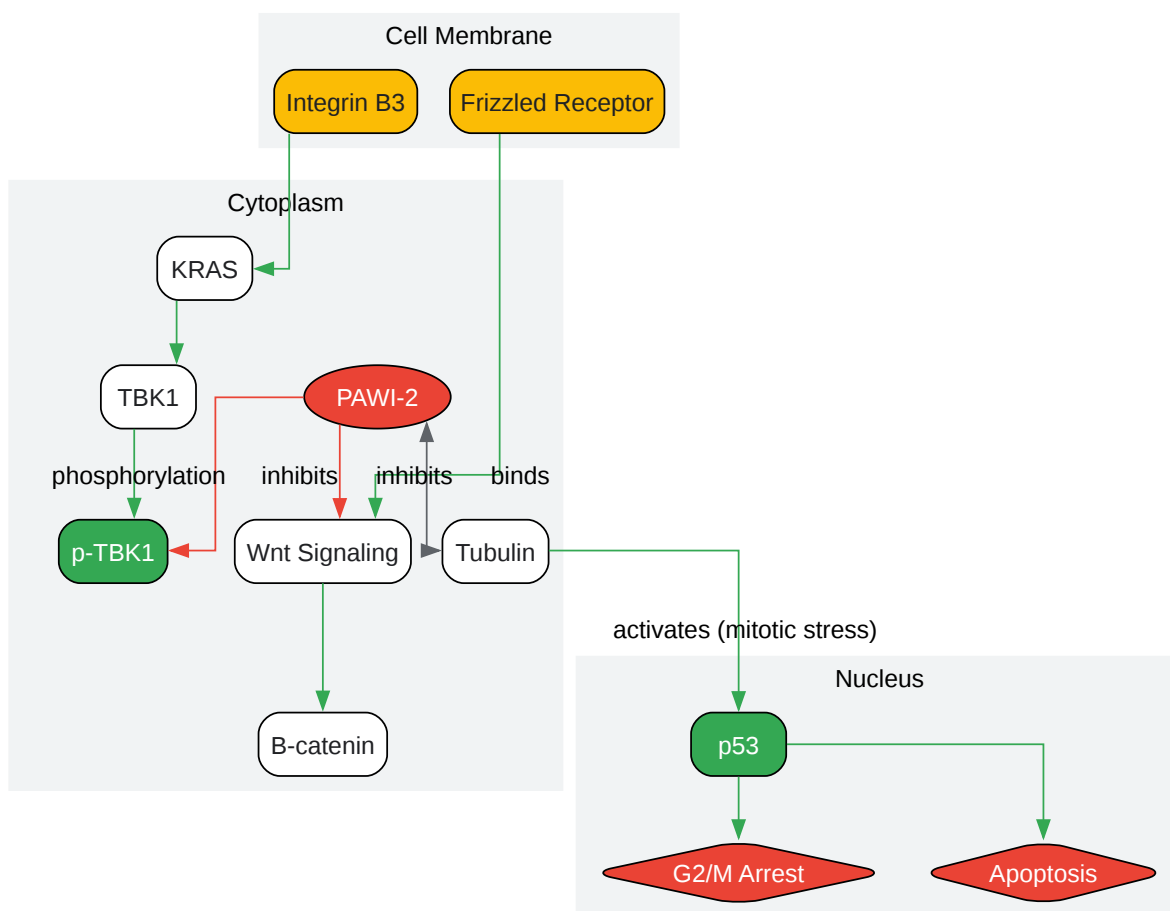 Cell Membrane
Integrin B3
Frizzled Receptor
Cytoplasm
KRAS
TBK1
PAWI-2
phosphorylation
inhibits
inhibits
binds
p-TBK1
Wnt Signaling
Tubulin
activates (mitotic stress)
Nucleus
B-catenin
p53
G2/M Arrest
Apoptosis